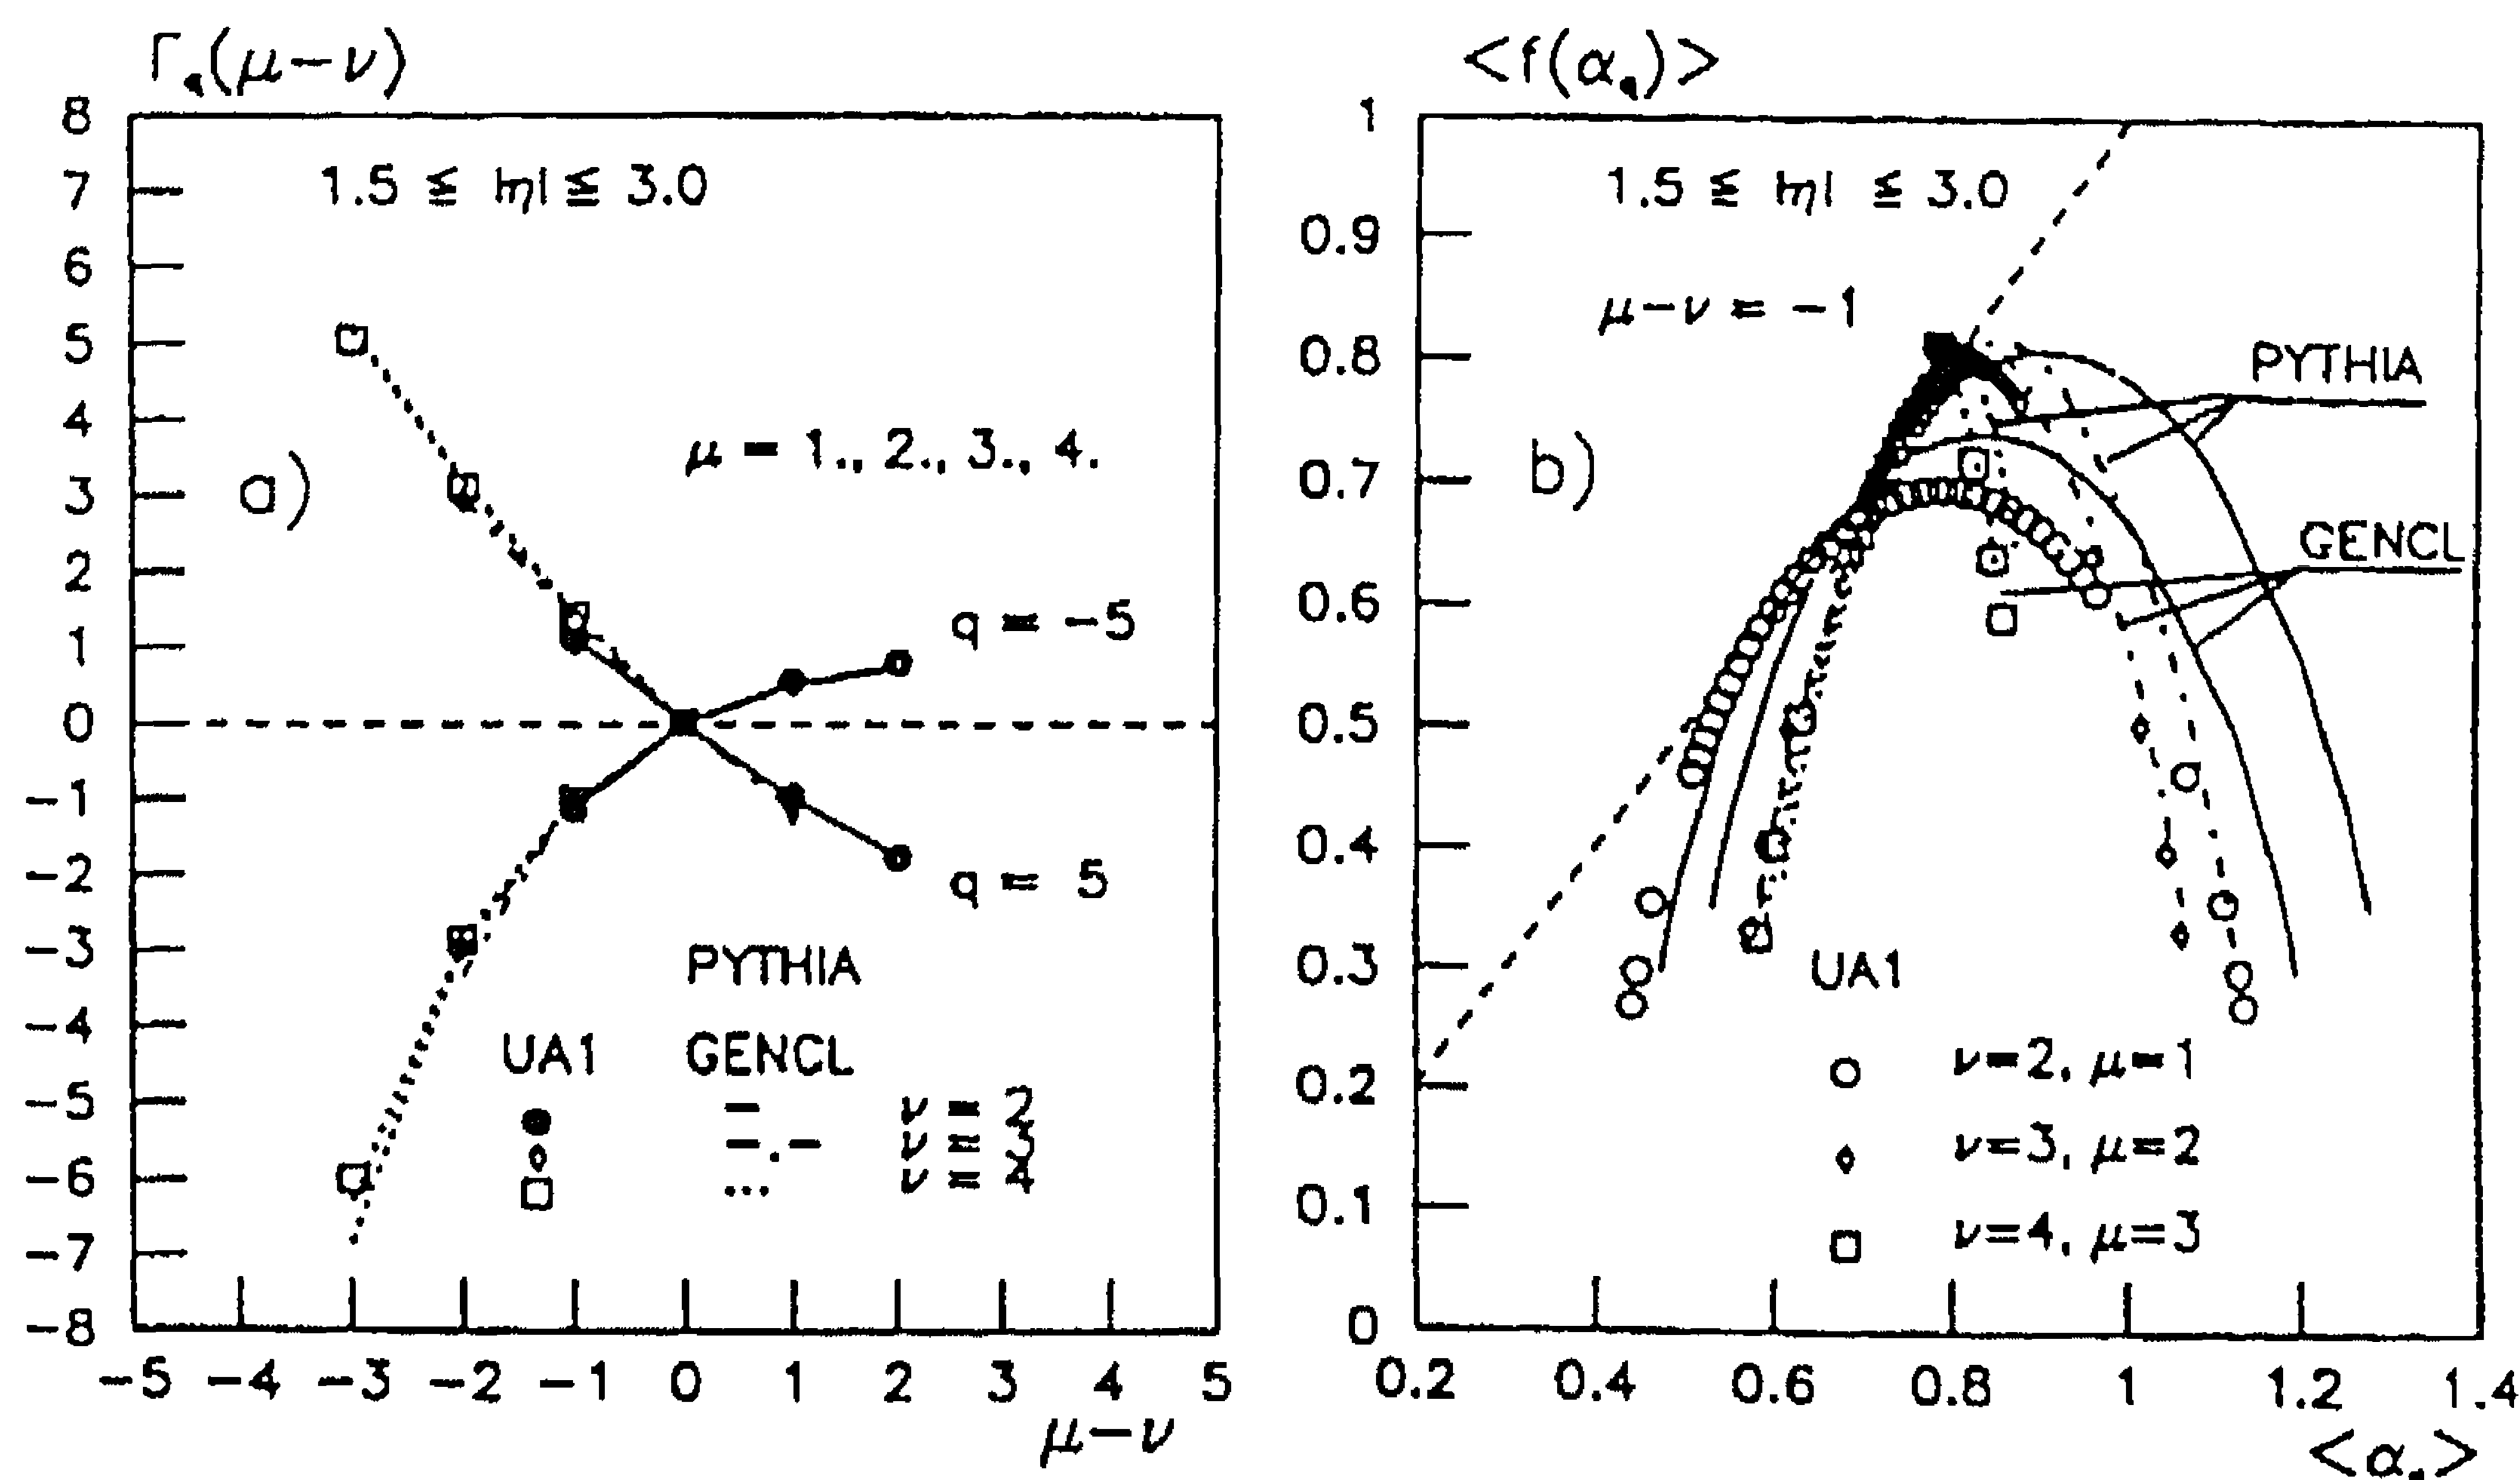 Γq(μ−ν)
8
7
6
5
4
3
2
1
0
−1
−2
−3
−4
−5
−6
−7
−8
1.5 ≦ |η| ≦ 3.0
μ = 1., 2., 3., 4.
a)
q = −5
q = 5
PYTHIA
UA1 GENCL
ν = 2
ν = 3
ν = 4
−5 −4 −3 −2 −1 0 1 2 3 4 5
μ−ν
<f(αq)>
1
0.9
0.8
0.7
0.6
0.5
0.4
0.3
0.2
0.1
0
1.5 ≦ |η| ≦ 3.0
μ−ν = −1
PYTHIA
b)
GENCL
UA1
ν=2, μ=1
ν=3, μ=2
ν=4, μ=3
0.2 0.4 0.6 0.8 1 1.2 1.4
<αq>